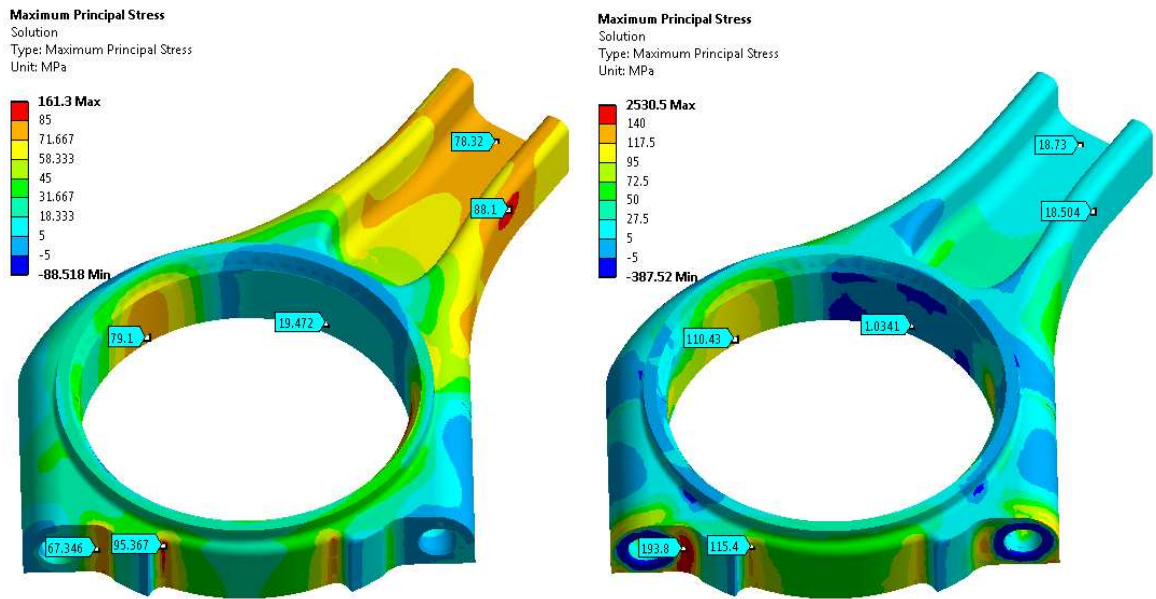 Maximum Principal Stress
Solution
Type: Maximum Principal Stress
Unit: MPa
161.3 Max
85
71.667
58.333
45
31.667
18.333
5
-5
-88.518 Min
78.32
88.1
79.1
19.472
67.346
95.367
Maximum Principal Stress
Solution
Type: Maximum Principal Stress
Unit: MPa
2530.5 Max
140
117.5
95
72.5
50
27.5
5
-5
-387.52 Min
18.73
18.504
110.43
1.0341
193.8
115.4